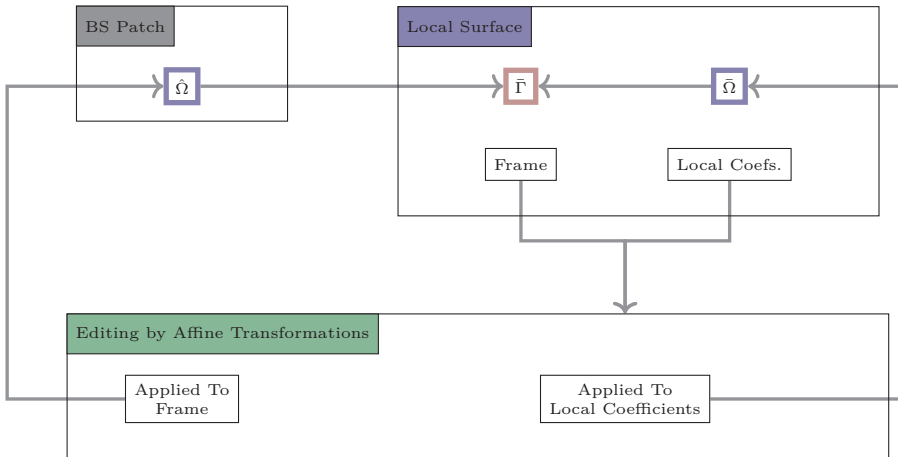 BS Patch
Local Surface
Ω̂
Γ̄
Ω̄
Frame
Local Coefs.
Editing by Affine Transformations
Applied To
Frame
Applied To
Local Coefficients